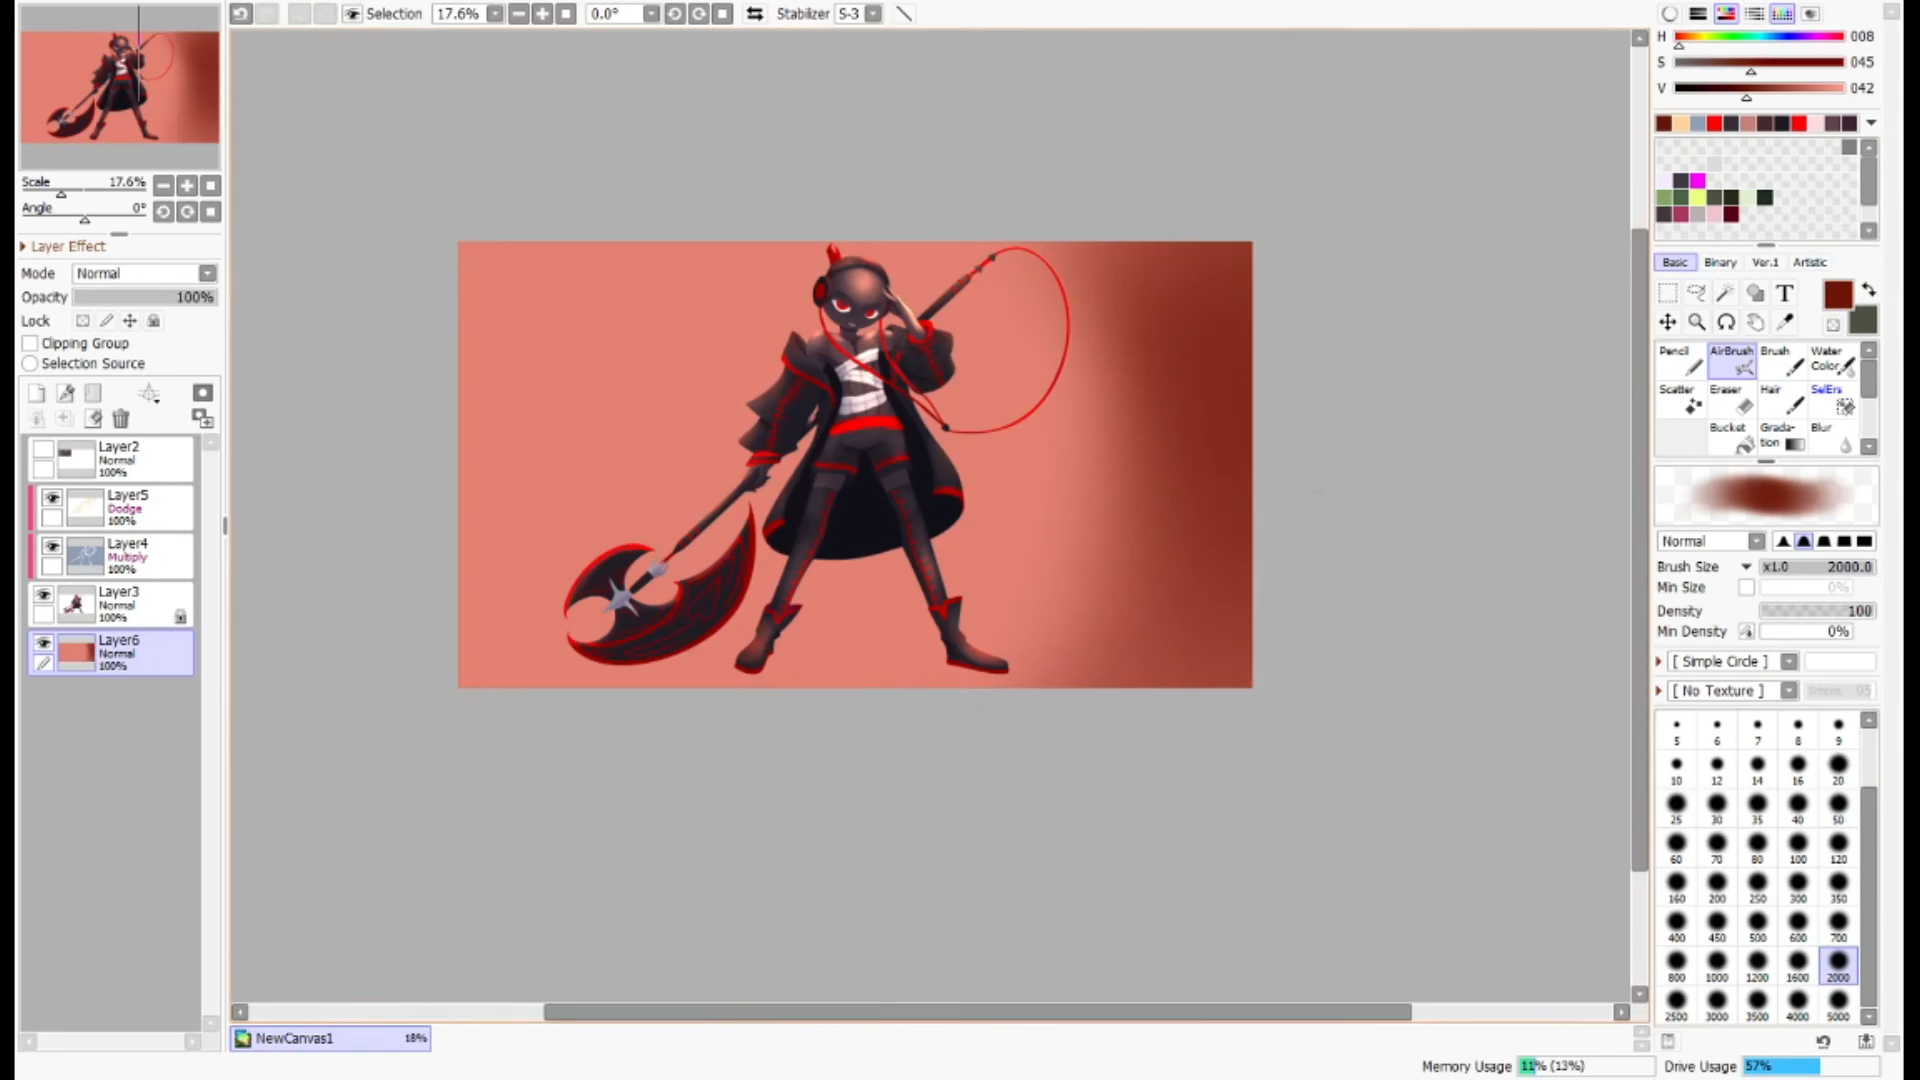 Selection 17.6% 0.0° Stabilizer S-3
H 008
S 045
V 042
Scale 17.6%
Angle 0°
Layer Effect
Mode Normal
Opacity 100%
Lock
Clipping Group
Selection Source
Layer2
Normal
100%
Layer5
Dodge
100%
Layer4
Multiply
100%
Layer3
Normal
100%
Layer6
Normal
100%
Basic Binary Ver.1 Artistic
T
Pencil AirBrush Brush Water Color
Scatter Eraser Hair SelErs
Bucket Grada-tion Blur
Normal
Brush Size x1.0 2000.0
Min Size 0%
Density 100
Min Density 0%
[ Simple Circle ]
[ No Texture ] Intens. 95
5 6 7 8 9
10 12 14 16 20
25 30 35 40 50
60 70 80 100 120
160 200 250 300 350
400 450 500 600 700
800 1000 1200 1600 2000
2500 3000 3500 4000 5000
NewCanvas1 18%
Memory Usage 11% (13%) Drive Usage 57%